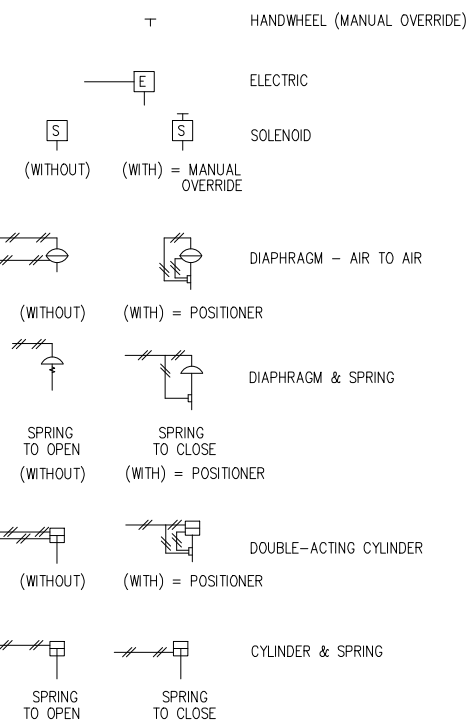 HANDWHEEL (MANUAL OVERRIDE)
E
ELECTRIC
S
S
SOLENOID
(WITHOUT)
(WITH) = MANUAL
OVERRIDE
DIAPHRAGM – AIR TO AIR
(WITHOUT)
(WITH) = POSITIONER
DIAPHRAGM & SPRING
SPRING
TO OPEN
SPRING
TO CLOSE
(WITHOUT)
(WITH) = POSITIONER
DOUBLE–ACTING CYLINDER
(WITHOUT)
(WITH) = POSITIONER
CYLINDER & SPRING
SPRING
TO OPEN
SPRING
TO CLOSE